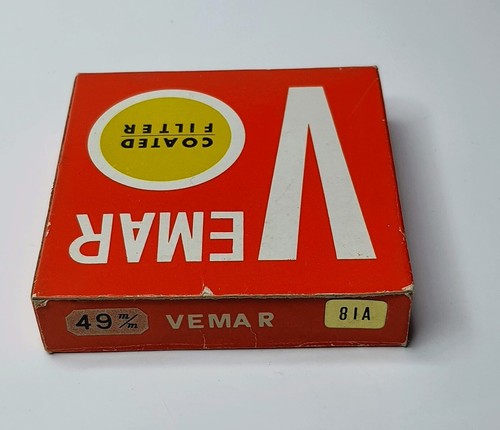 VEMAR
COATED
FILTER
49 m/m
VEMAR
81A